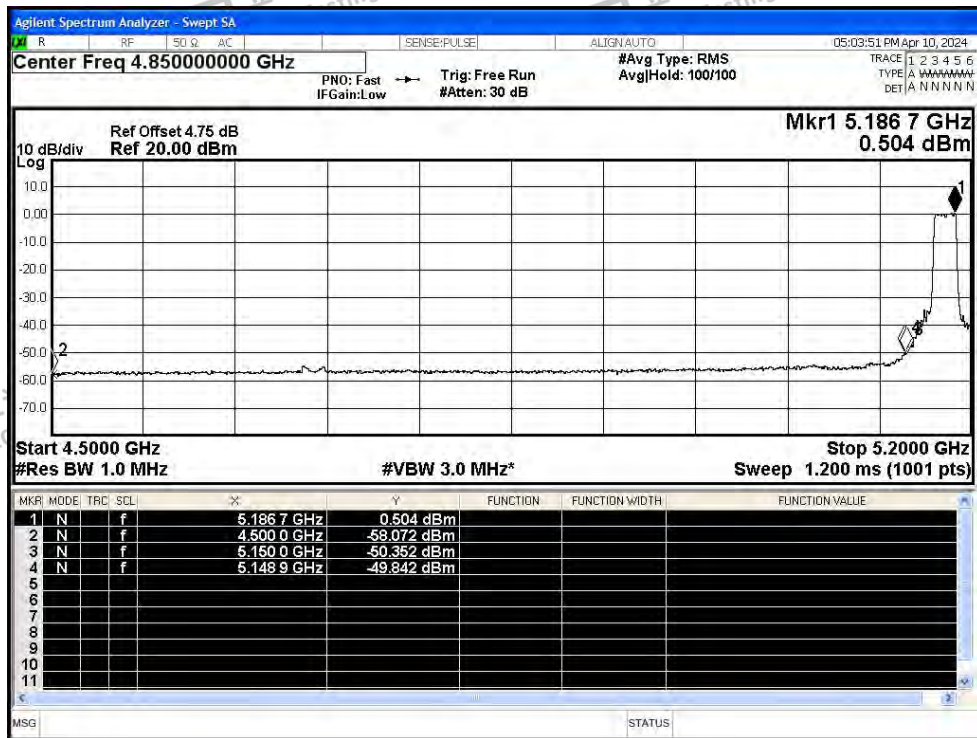 Agilent Spectrum Analyzer - Swept SA
LXI R RF 50 Ω AC SENSE:PULSE ALIGN AUTO 05:03:51 PM Apr 10, 2024
Center Freq 4.850000000 GHz
PNO: Fast
IFGain:Low
Trig: Free Run
#Atten: 30 dB
#Avg Type: RMS
Avg|Hold: 100/100
TRACE 1 2 3 4 5 6
TYPE A WWWWW
DET A N N N N N
Mkr1 5.186 7 GHz
0.504 dBm
Ref Offset 4.75 dB
10 dB/div Ref 20.00 dBm
Log
10.0
0.00
-10.0
-20.0
-30.0
-40.0
-50.0
-60.0
-70.0
1
2
4
Start 4.5000 GHz Stop 5.2000 GHz
#Res BW 1.0 MHz #VBW 3.0 MHz* Sweep 1.200 ms (1001 pts)
MKR MODE TRC SCL X Y FUNCTION FUNCTION WIDTH FUNCTION VALUE
1 N f 5.186 7 GHz 0.504 dBm
2 N f 4.500 0 GHz -58.072 dBm
3 N f 5.150 0 GHz -50.352 dBm
4 N f 5.148 9 GHz -49.842 dBm
5
6
7
8
9
10
11
MSG STATUS